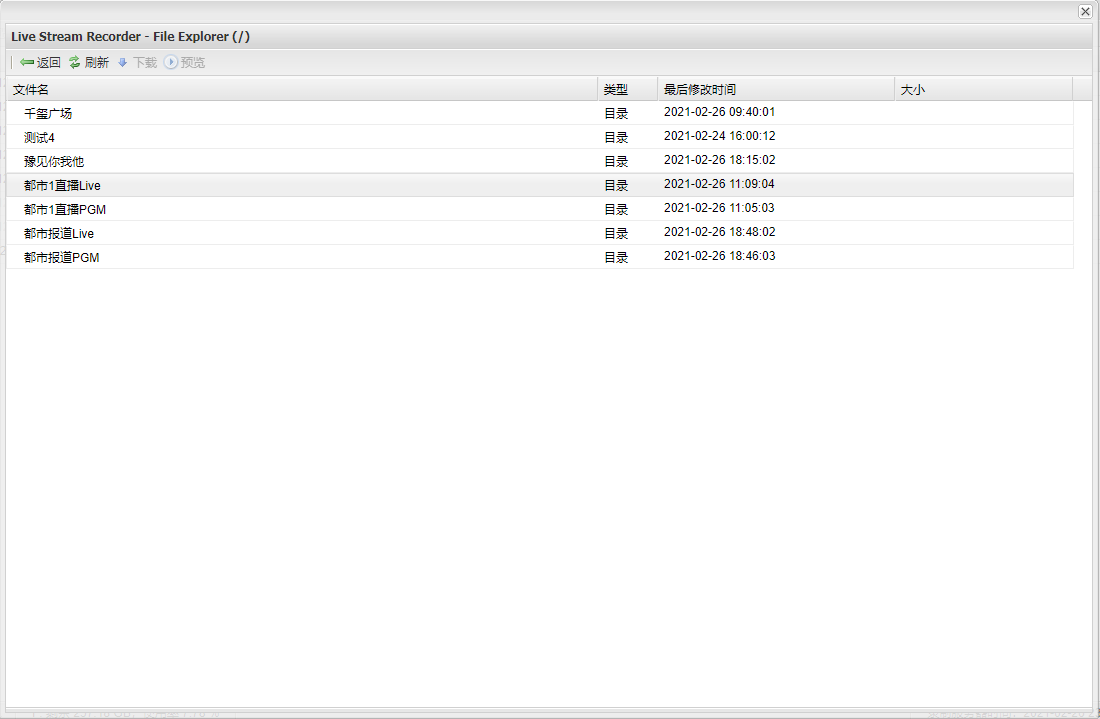 Live Stream Recorder - File Explorer (/)
返回 刷新 下载 预览
文件名 类型 最后修改时间 大小
千玺广场 目录 2021-02-26 09:40:01
测试4 目录 2021-02-24 16:00:12
豫见你我他 目录 2021-02-26 18:15:02
都市1直播Live 目录 2021-02-26 11:09:04
都市1直播PGM 目录 2021-02-26 11:05:03
都市报道Live 目录 2021-02-26 18:48:02
都市报道PGM 目录 2021-02-26 18:46:03